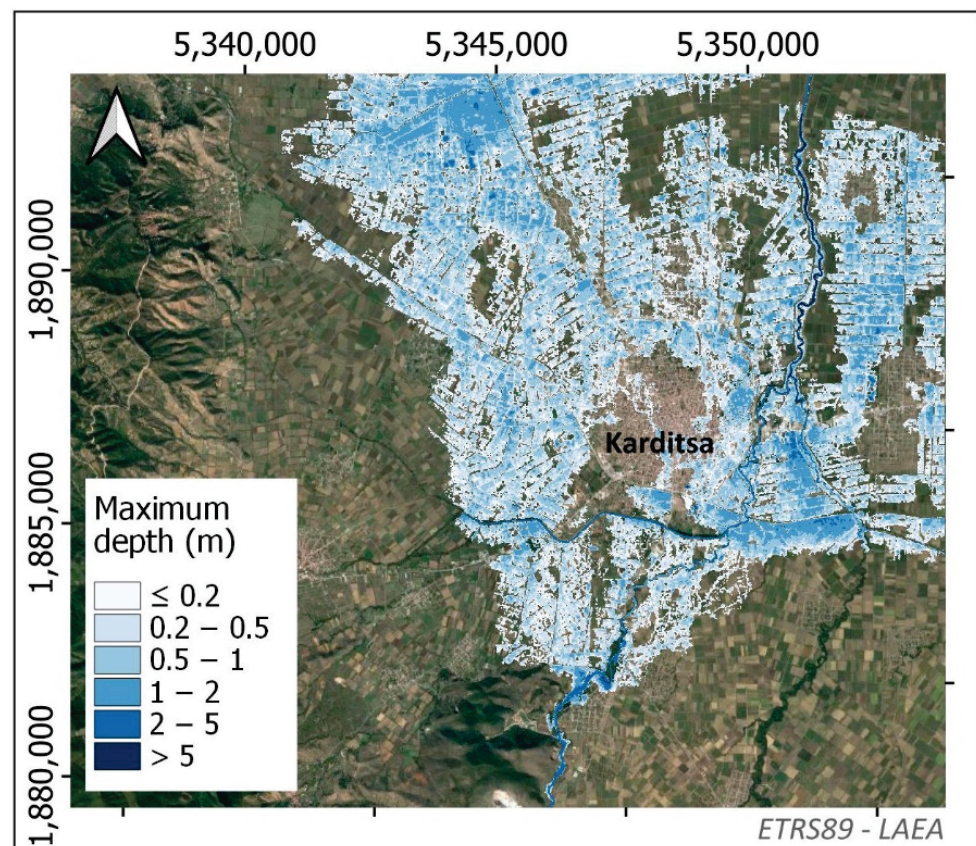 5,340,000 5,345,000 5,350,000
1,890,000
Karditsa
1,885,000
Maximum
depth (m)
≤ 0.2
0.2 – 0.5
0.5 – 1
1 – 2
2 – 5
> 5
1,880,000
ETRS89 - LAEA